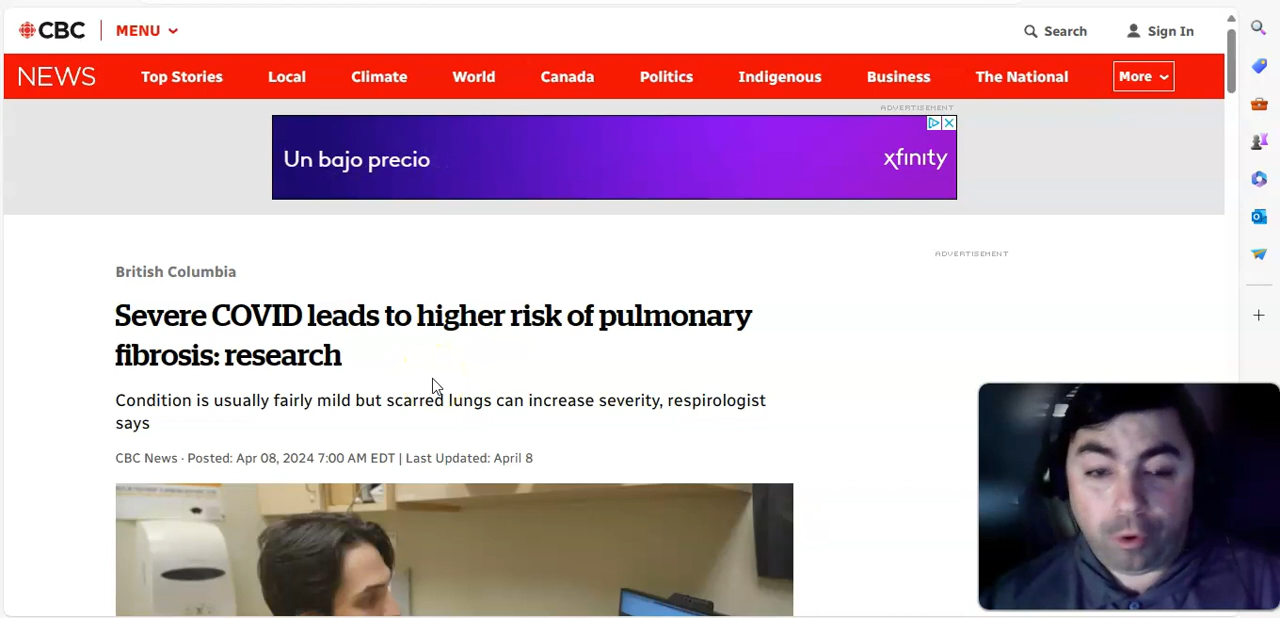 CBC
MENU
Search
Sign In
NEWS
Top Stories
Local
Climate
World
Canada
Politics
Indigenous
Business
The National
More
ADVERTISEMENT
Un bajo precio
xfinity
ADVERTISEMENT
British Columbia
Severe COVID leads to higher risk of pulmonary
fibrosis: research
Condition is usually fairly mild but scarred lungs can increase severity, respirologist
says
CBC News · Posted: Apr 08, 2024 7:00 AM EDT | Last Updated: April 8